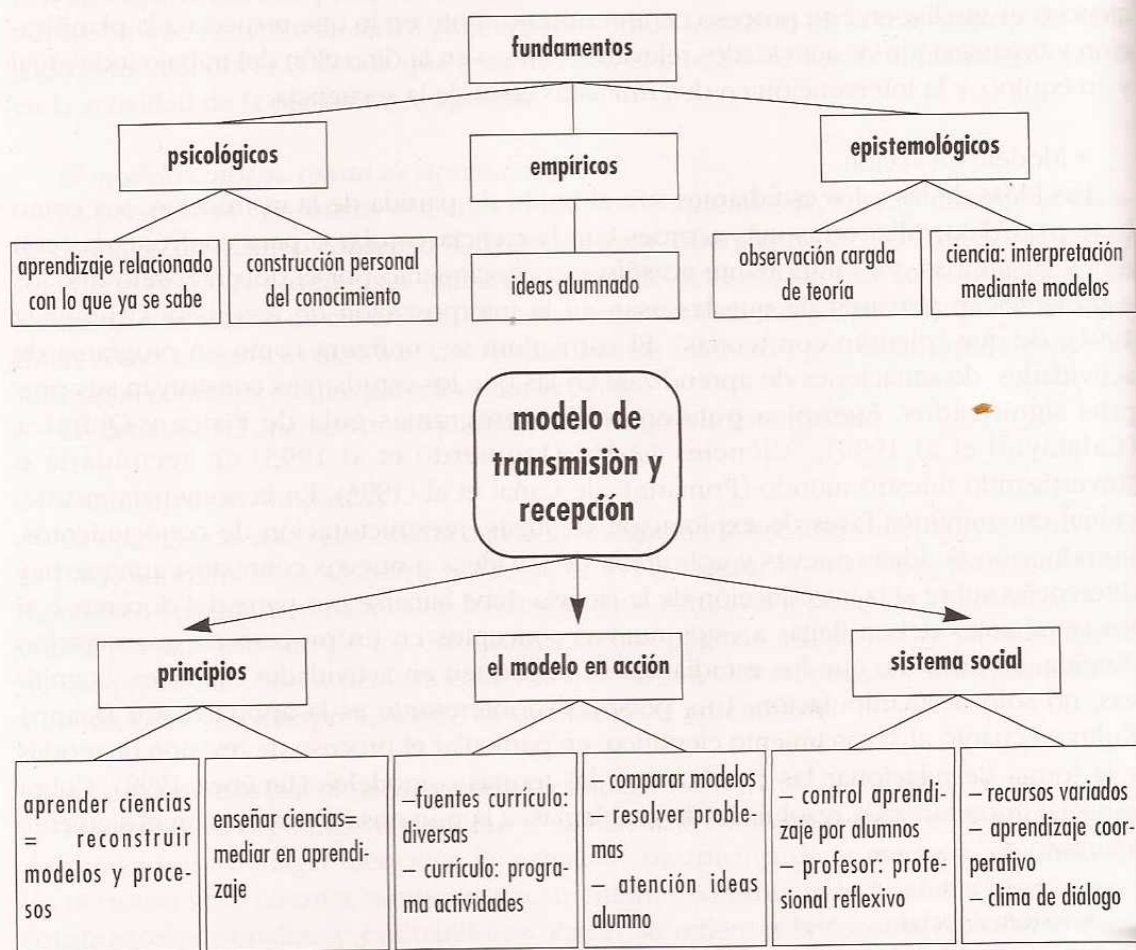 fundamentos
psicológicos
empíricos
epistemológicos
aprendizaje relacionado
con lo que ya se sabe
construcción personal
del conocimiento
ideas alumnado
observación cargda
de teoría
ciencia: interpretación
mediante modelos
modelo de
transmisión y
recepción
principios
el modelo en acción
sistema social
aprender ciencias
= reconstruir
modelos y proce-
sos
enseñar ciencias=
mediar en aprendi-
zaje
–fuentes currículo:
diversas
– currículo: progra-
ma actividades
– comparar modelos
– resolver proble-
mas
– atención ideas
alumno
– control aprendi-
zaje por alumnos
– profesor: profe-
sional reflexivo
– recursos variados
– aprendizaje coor-
perativo
– clima de diálogo